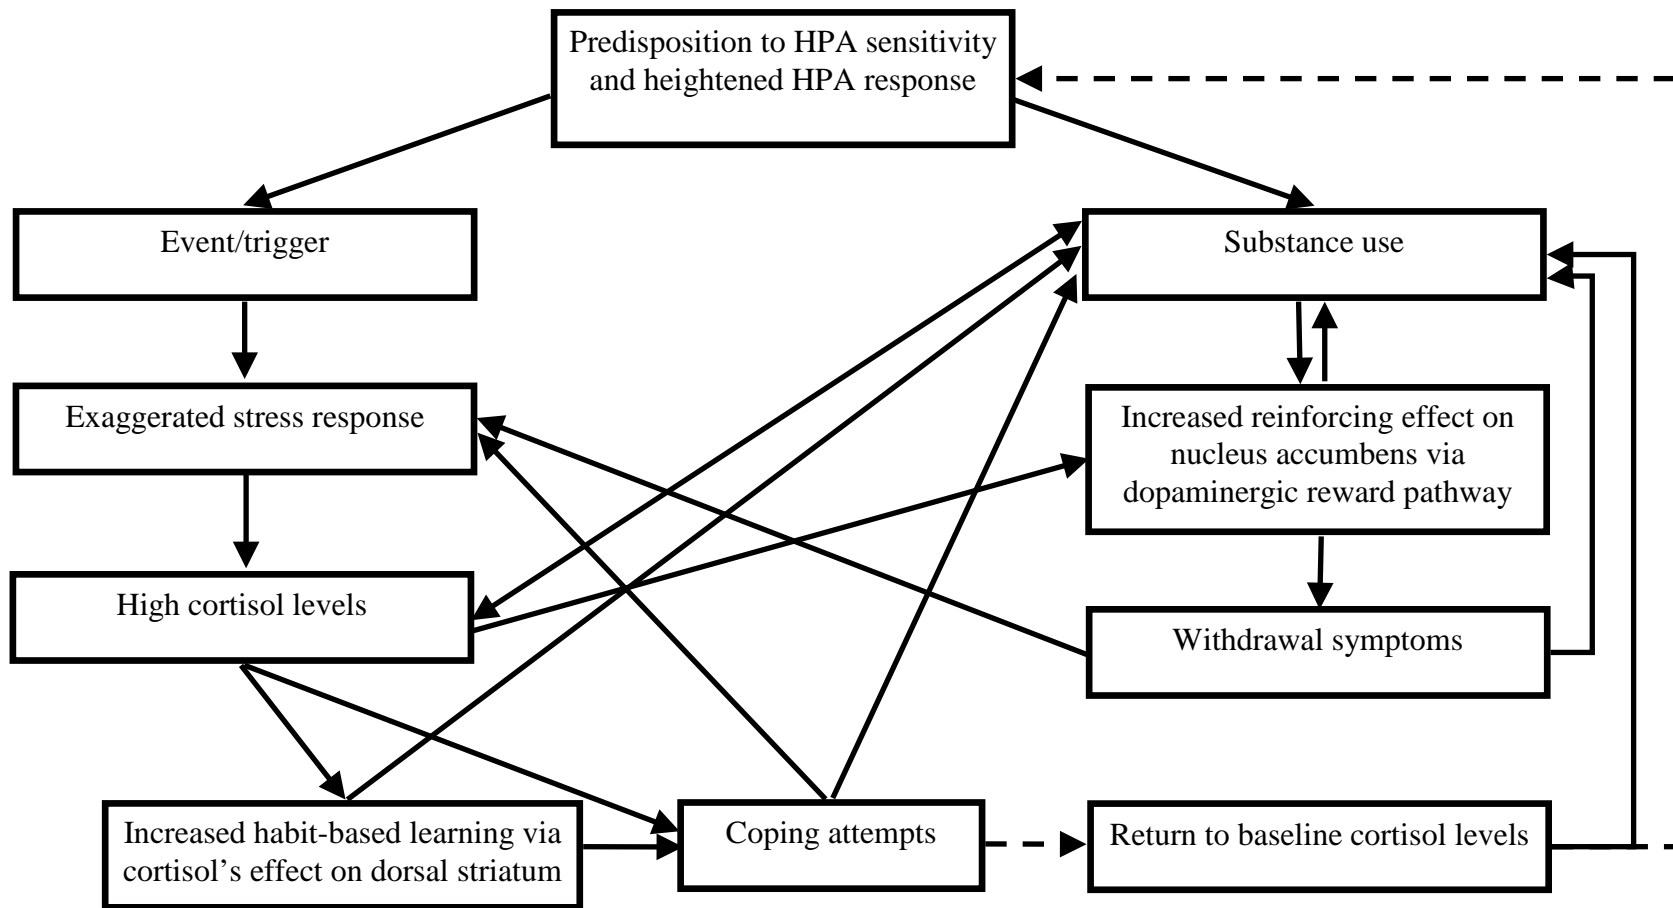 Predisposition to HPA sensitivity
and heightened HPA response
Event/trigger
Substance use
Exaggerated stress response
Increased reinforcing effect on
nucleus accumbens via
dopaminergic reward pathway
High cortisol levels
Withdrawal symptoms
Increased habit-based learning via
cortisol’s effect on dorsal striatum
Coping attempts
Return to baseline cortisol levels